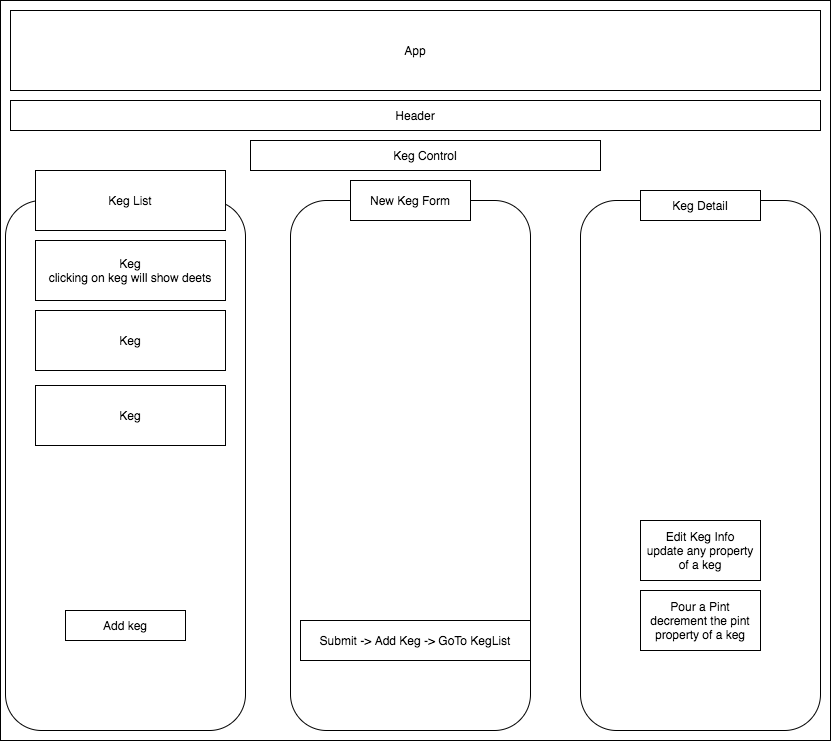 App
Header
Keg Control
Keg List
New Keg Form
Keg Detail
Keg
clicking on keg will show deets
Keg
Keg
Add keg
Submit -> Add Keg -> GoTo KegList
Edit Keg Info
update any property
of a keg
Pour a Pint
decrement the pint
property of a keg